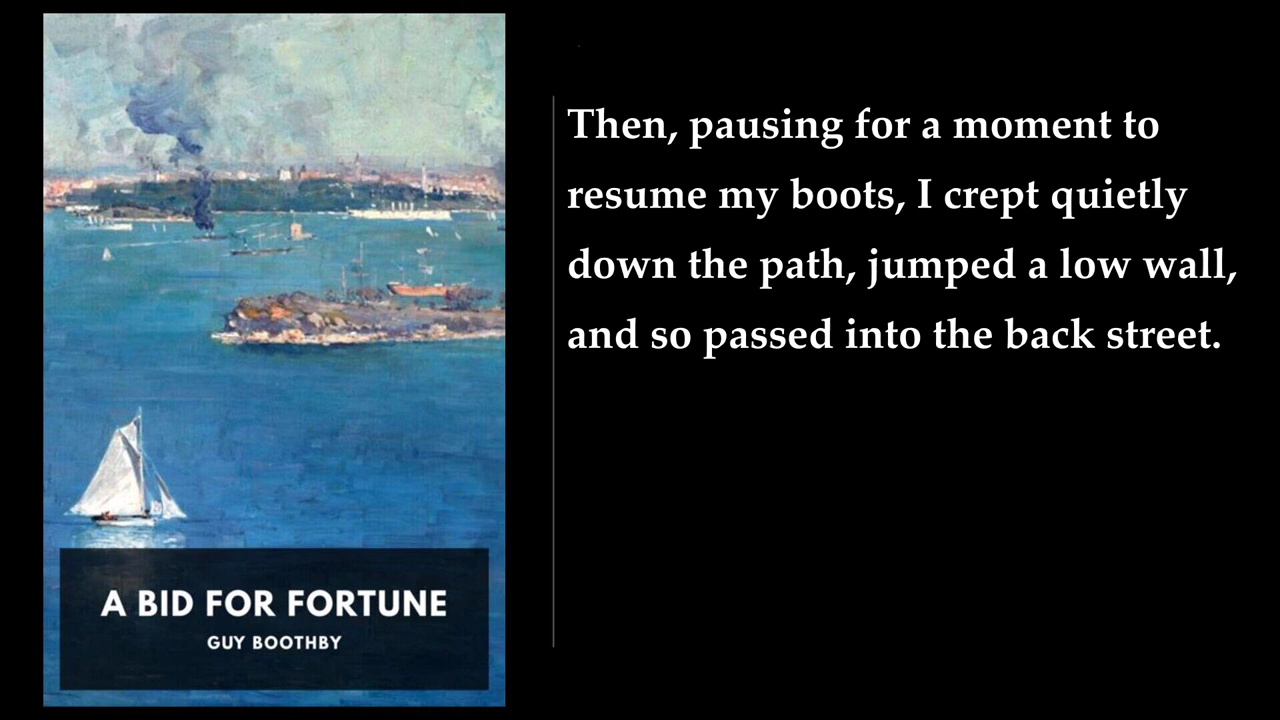 Then, pausing for a moment to
resume my boots, I crept quietly
down the path, jumped a low wall,
and so passed into the back street.
A BID FOR FORTUNE
GUY BOOTHBY